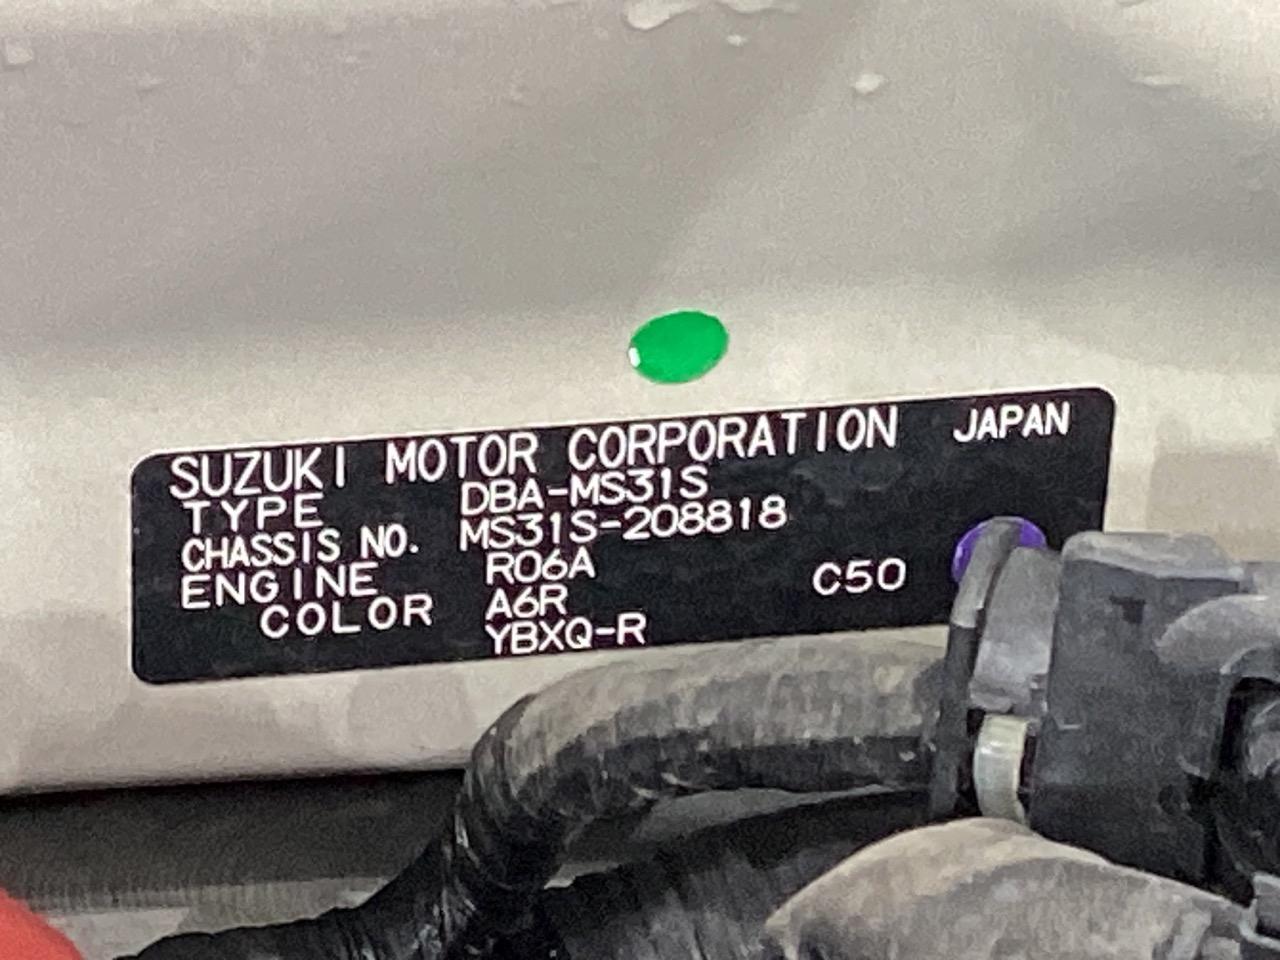 SUZUKI MOTOR CORPORATION JAPAN
TYPE DBA-MS31S
CHASSIS NO. MS31S-208818
ENGINE R06A
COLOR A6R C50
YBXQ-R